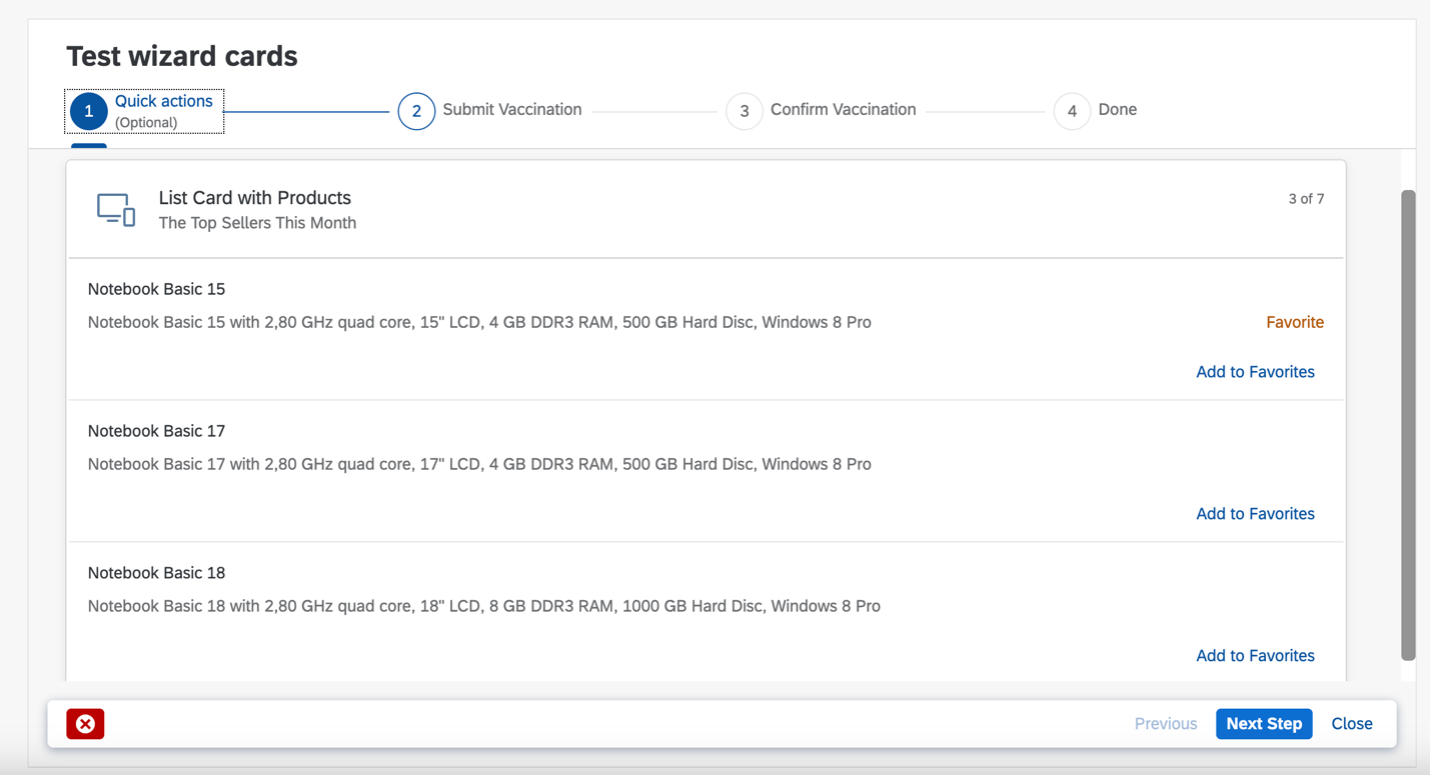 Test wizard cards
1 Quick actions
(Optional)
2 Submit Vaccination
3 Confirm Vaccination
4 Done
List Card with Products
3 of 7
The Top Sellers This Month
Notebook Basic 15
Notebook Basic 15 with 2,80 GHz quad core, 15" LCD, 4 GB DDR3 RAM, 500 GB Hard Disc, Windows 8 Pro
Favorite
Add to Favorites
Notebook Basic 17
Notebook Basic 17 with 2,80 GHz quad core, 17" LCD, 4 GB DDR3 RAM, 500 GB Hard Disc, Windows 8 Pro
Add to Favorites
Notebook Basic 18
Notebook Basic 18 with 2,80 GHz quad core, 18" LCD, 8 GB DDR3 RAM, 1000 GB Hard Disc, Windows 8 Pro
Add to Favorites
Previous
Next Step
Close